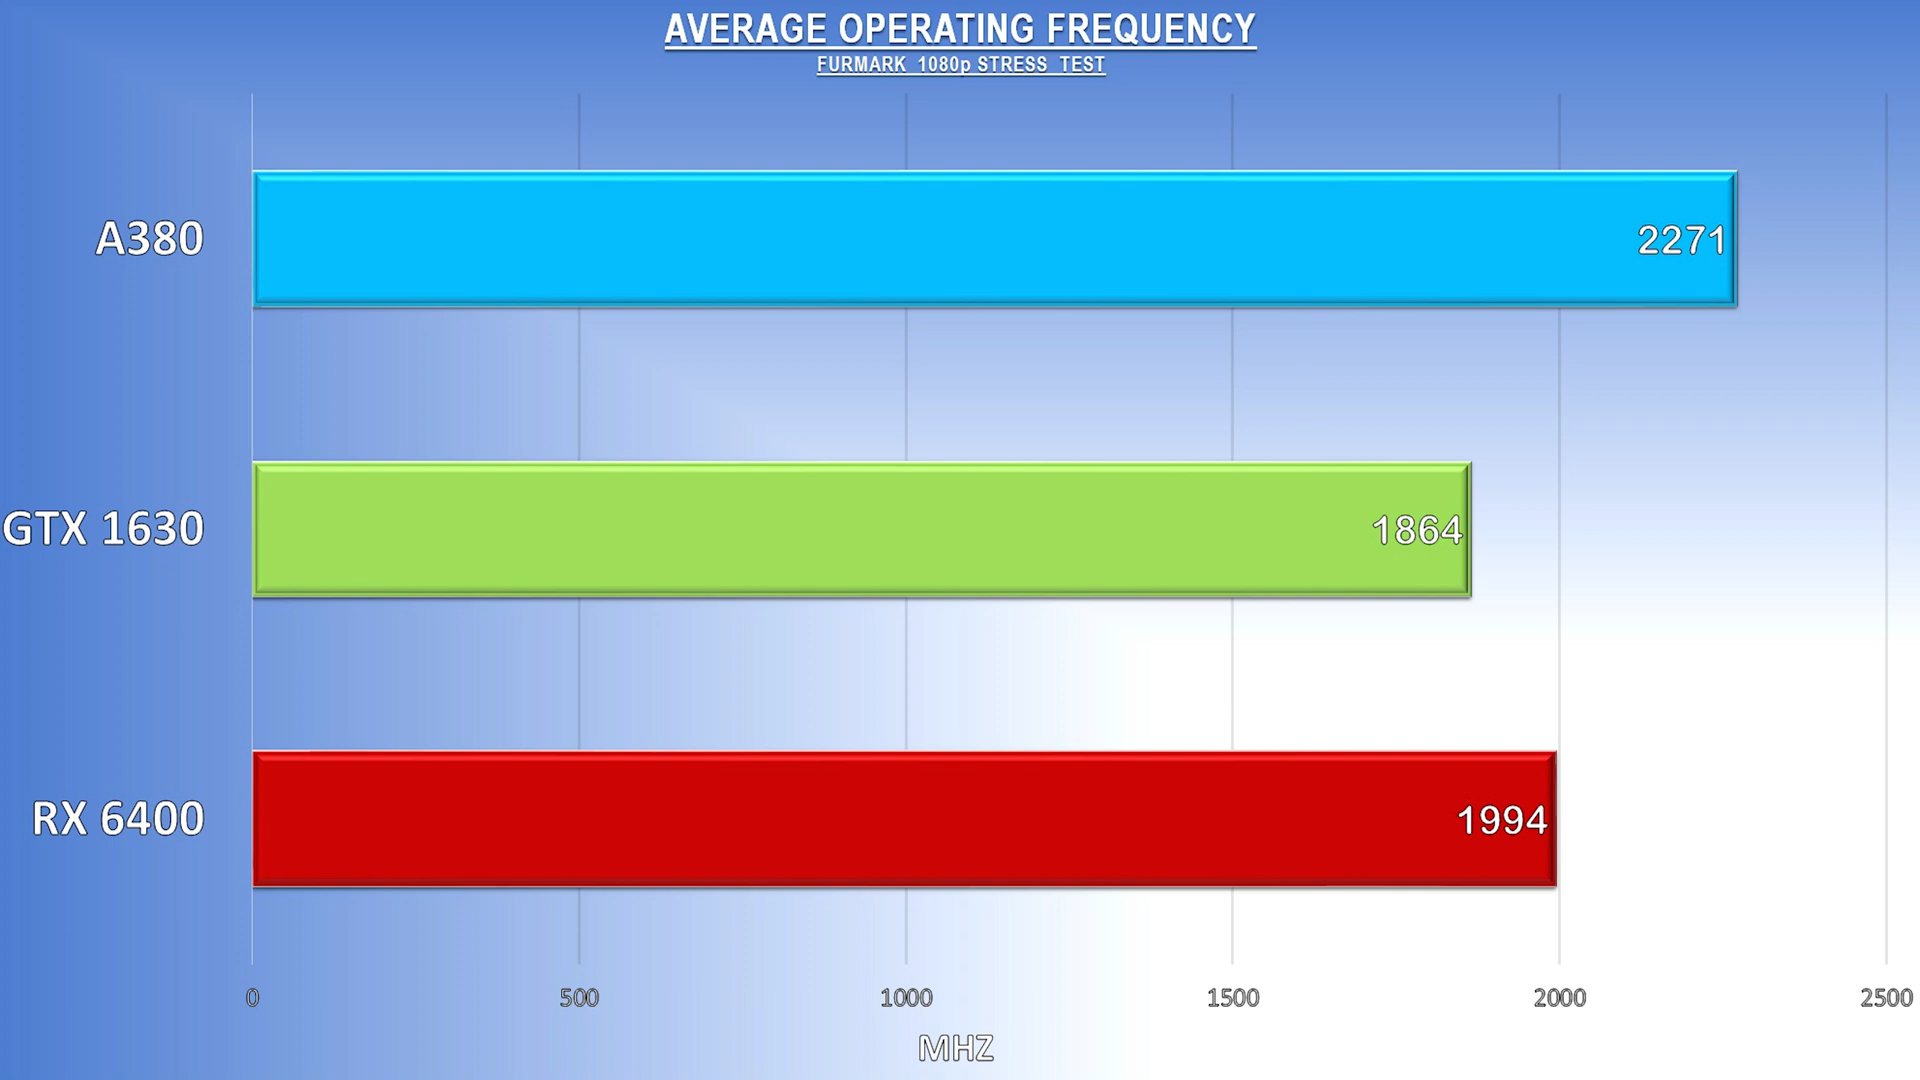 AVERAGE OPERATING FREQUENCY
FURMARK 1080p STRESS TEST
A380
2271
GTX 1630
1864
RX 6400
1994
0 500 1000 1500 2000 2500
MHZ